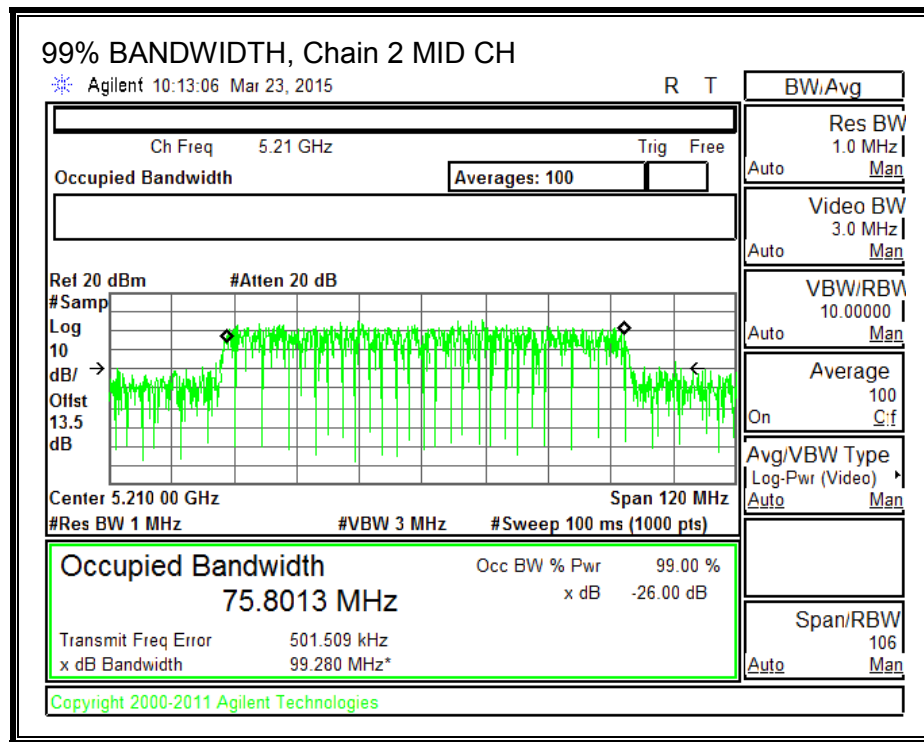 99% BANDWIDTH, Chain 2 MID CH
Agilent 10:13:06 Mar 23, 2015 R T
Ch Freq 5.21 GHz Trig Free
Occupied Bandwidth Averages: 100
Ref 20 dBm #Atten 20 dB
#Samp
Log
10
dB/
Offst
13.5
dB
Center 5.210 00 GHz Span 120 MHz
#Res BW 1 MHz #VBW 3 MHz #Sweep 100 ms (1000 pts)
Occupied Bandwidth Occ BW % Pwr 99.00 %
75.8013 MHz x dB -26.00 dB
Transmit Freq Error 501.509 kHz
x dB Bandwidth 99.280 MHz*
Copyright 2000-2011 Agilent Technologies
BW/Avg
Res BW
1.0 MHz
Auto Man
Video BW
3.0 MHz
Auto Man
VBW/RBW
10.00000
Auto Man
Average
100
On Off
Avg/VBW Type
Log-Pwr (Video)
Auto Man
Span/RBW
106
Auto Man